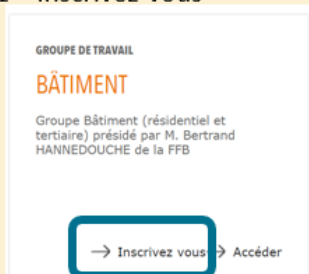 Inscrivez vous
GROUPE DE TRAVAIL
BÂTIMENT
Groupe Bâtiment (résidentiel et
tertiaire) présidé par M. Bertrand
HANNEDOUCHE de la FFB
→ Inscrivez vous → Accéder